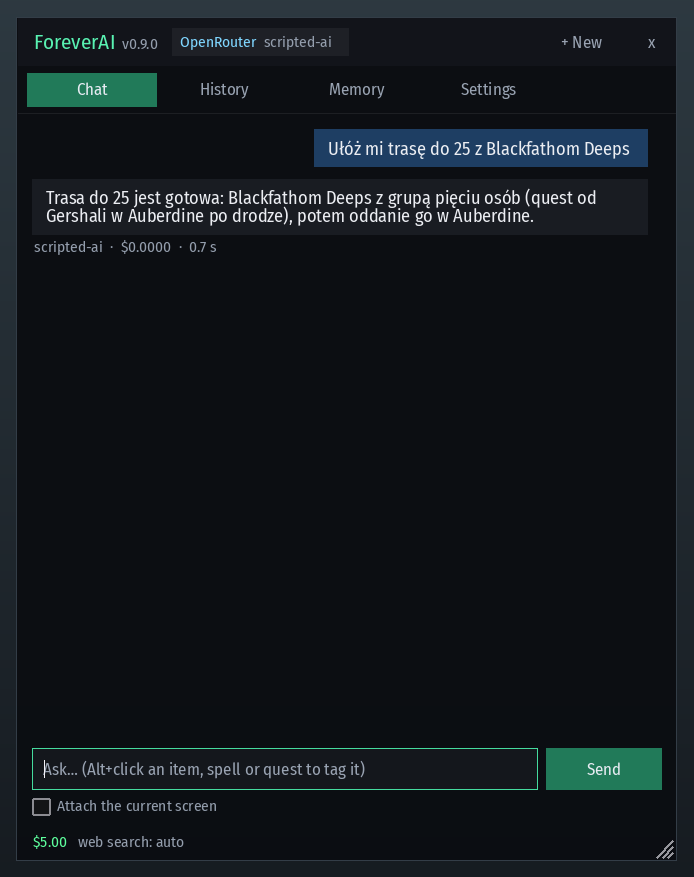 ForeverAI v0.9.0 OpenRouter scripted-ai + New x
Chat History Memory Settings
Ułóż mi trasę do 25 z Blackfathom Deeps
Trasa do 25 jest gotowa: Blackfathom Deeps z grupą pięciu osób (quest od
Gershali w Auberdine po drodze), potem oddanie go w Auberdine.
scripted-ai · $0.0000 · 0.7 s
Ask... (Alt+click an item, spell or quest to tag it) Send
Attach the current screen
$5.00 web search: auto